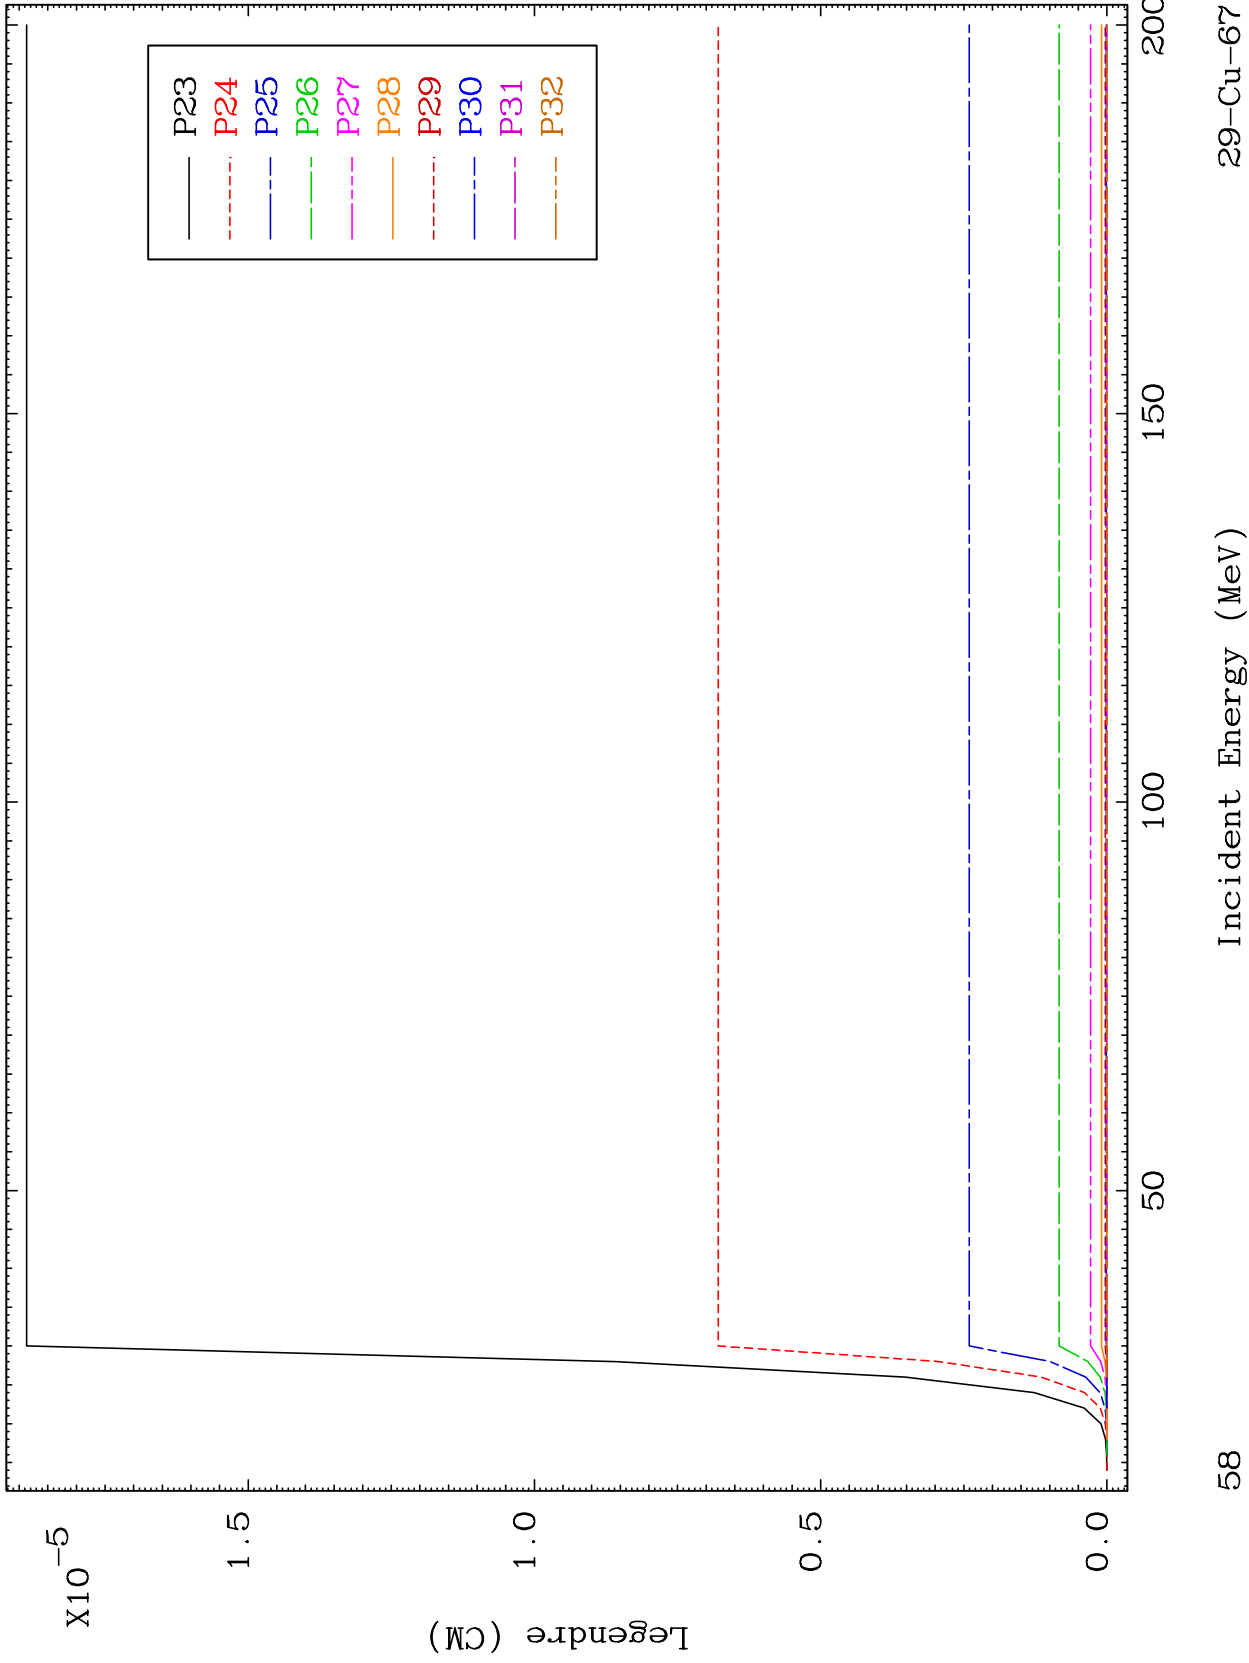 X10-5
1.5
1.0
0.5
0.0
Legendre (CM)
P23
P24
P25
P26
P27
P28
P29
P30
P31
P32
50
100
150
200
Incident Energy (MeV)
58
29-Cu-67